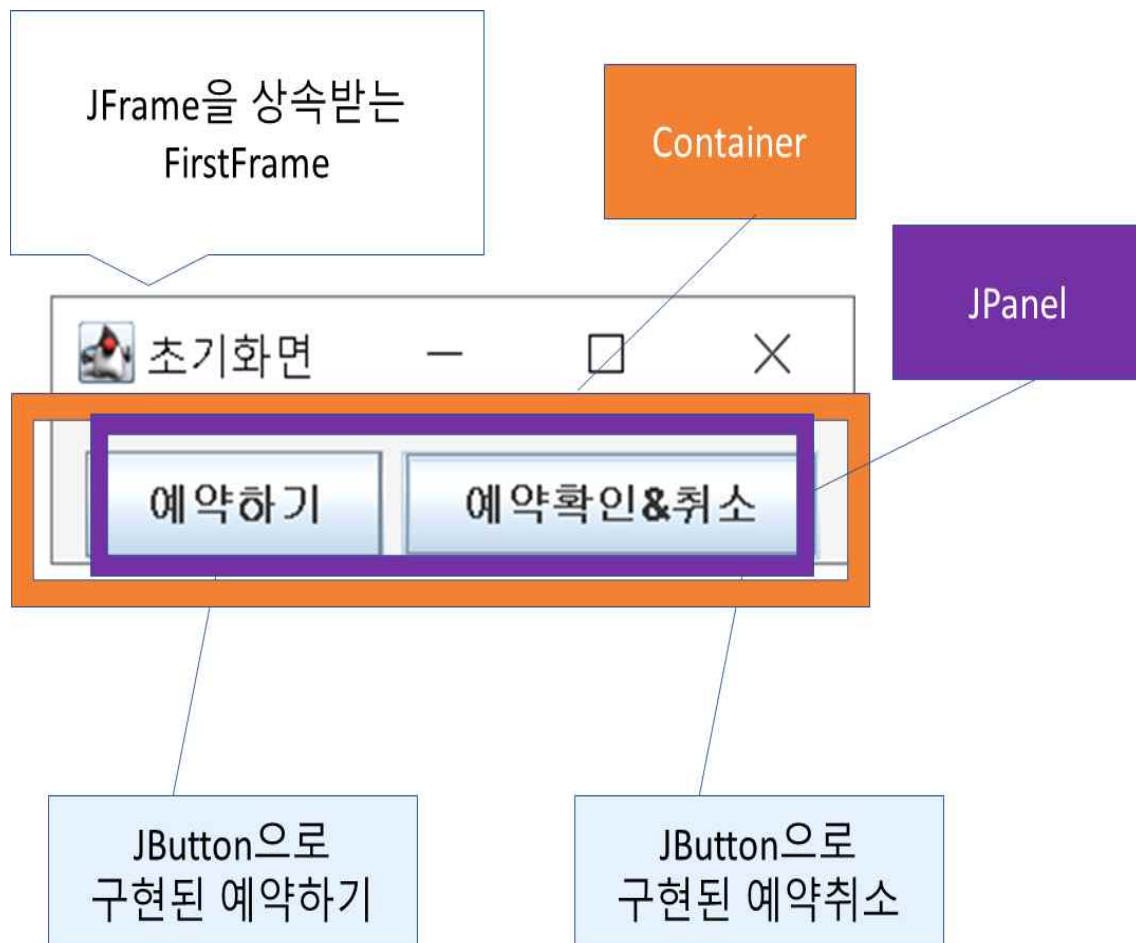 JFrame을 상속받는
FirstFrame
Container
JPanel
초기화면
예약하기
예약확인&취소
JButton으로
구현된 예약하기
JButton으로
구현된 예약취소